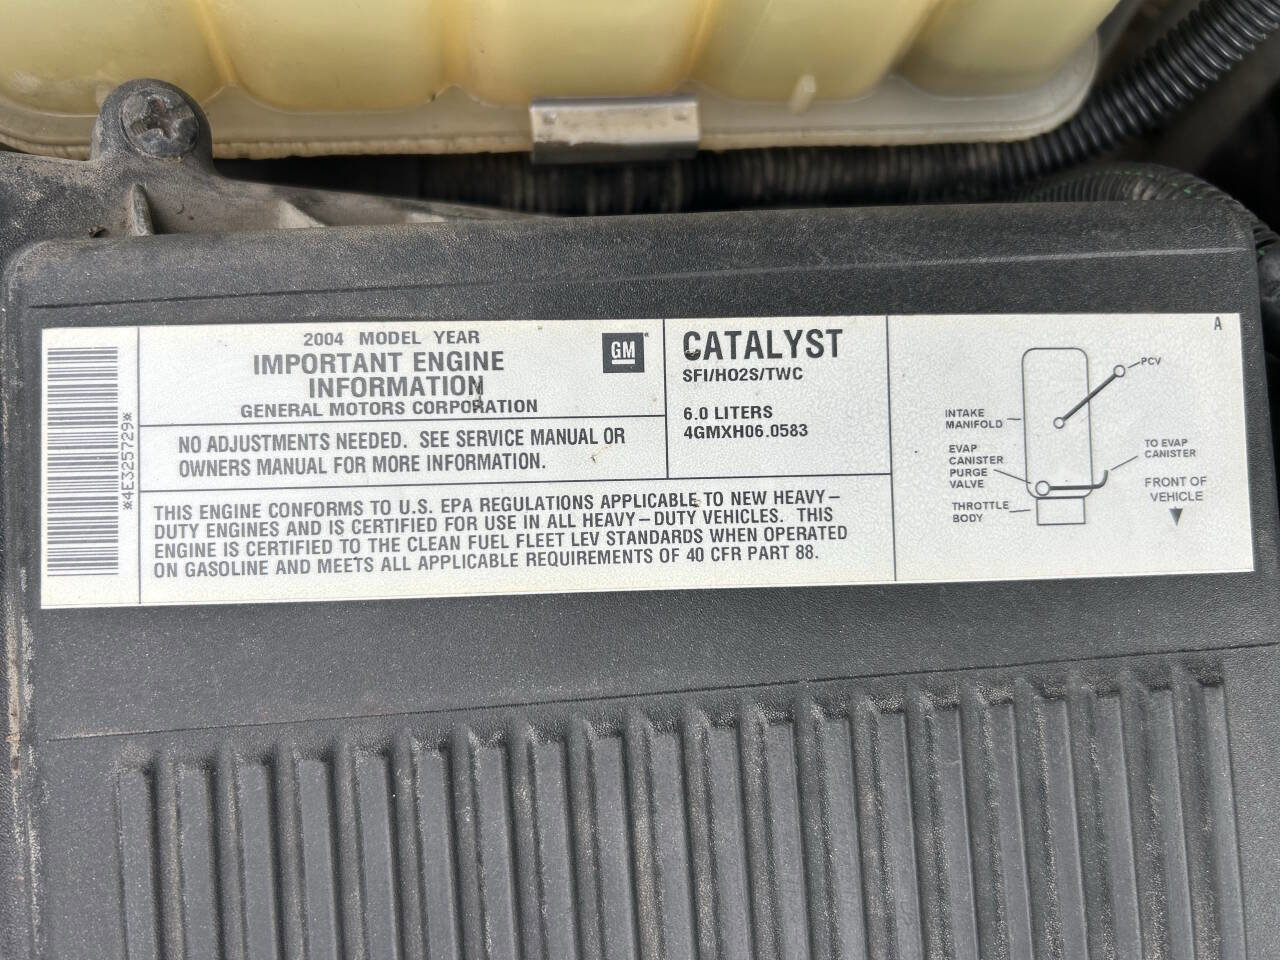 *4E325729*
2004 MODEL YEAR
IMPORTANT ENGINE
INFORMATION
GENERAL MOTORS CORPORATION
GM
NO ADJUSTMENTS NEEDED. SEE SERVICE MANUAL OR
OWNERS MANUAL FOR MORE INFORMATION.
CATALYST
SFI/HO2S/TWC
6.0 LITERS
4GMXH06.0583
THIS ENGINE CONFORMS TO U.S. EPA REGULATIONS APPLICABLE TO NEW HEAVY-
DUTY ENGINES AND IS CERTIFIED FOR USE IN ALL HEAVY-DUTY VEHICLES. THIS
ENGINE IS CERTIFIED TO THE CLEAN FUEL FLEET LEV STANDARDS WHEN OPERATED
ON GASOLINE AND MEETS ALL APPLICABLE REQUIREMENTS OF 40 CFR PART 88.
A
PCV
INTAKE
MANIFOLD
EVAP
CANISTER
PURGE
VALVE
THROTTLE
BODY
TO EVAP
CANISTER
FRONT OF
VEHICLE